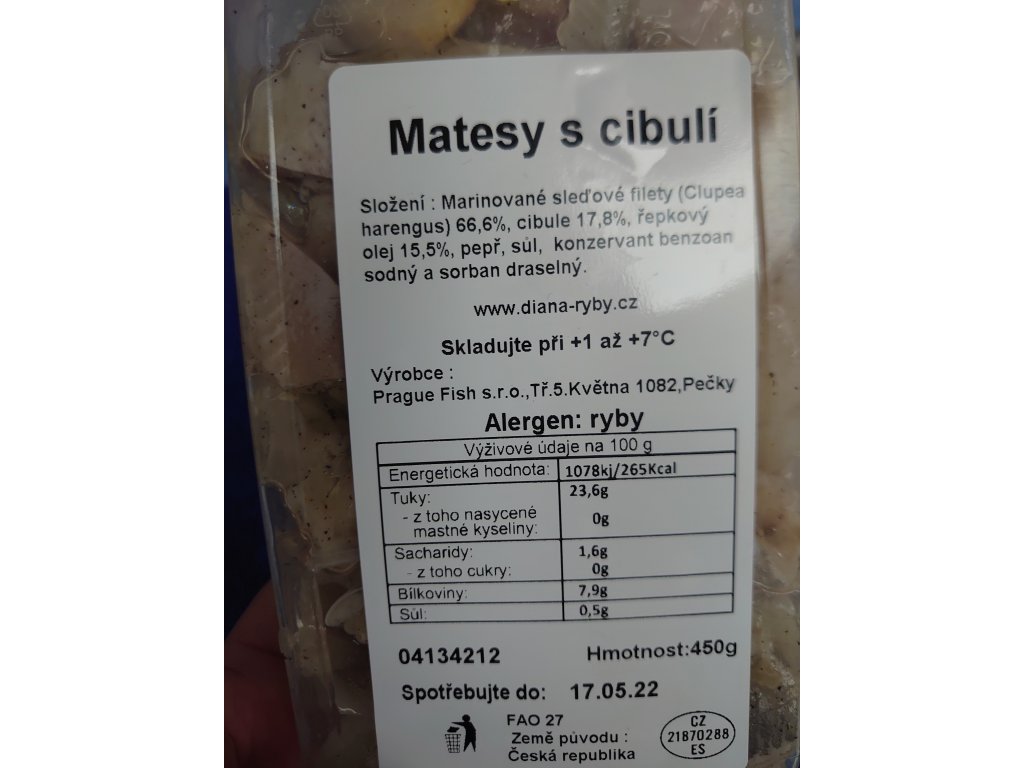 Matesy s cibulí
Složení : Marinované sleďové filety (Clupea
harengus) 66,6%, cibule 17,8%, řepkový
olej 15,5%, pepř, sůl, konzervant benzoan
sodný a sorban draselný.
www.diana-ryby.cz
Skladujte při +1 až +7°C
Výrobce :
Prague Fish s.r.o.,Tř.5.Května 1082,Pečky
Alergen: ryby
Výživové údaje na 100 g
Energetická hodnota: 1078kj/265Kcal
Tuky: 23,6g
- z toho nasycené
mastné kyseliny: 0g
Sacharidy: 1,6g
- z toho cukry: 0g
Bílkoviny: 7,9g
Sůl: 0,5g
04134212 Hmotnost:450g
Spotřebujte do: 17.05.22
FAO 27
Země původu :
Česká republika
CZ
21870288
ES